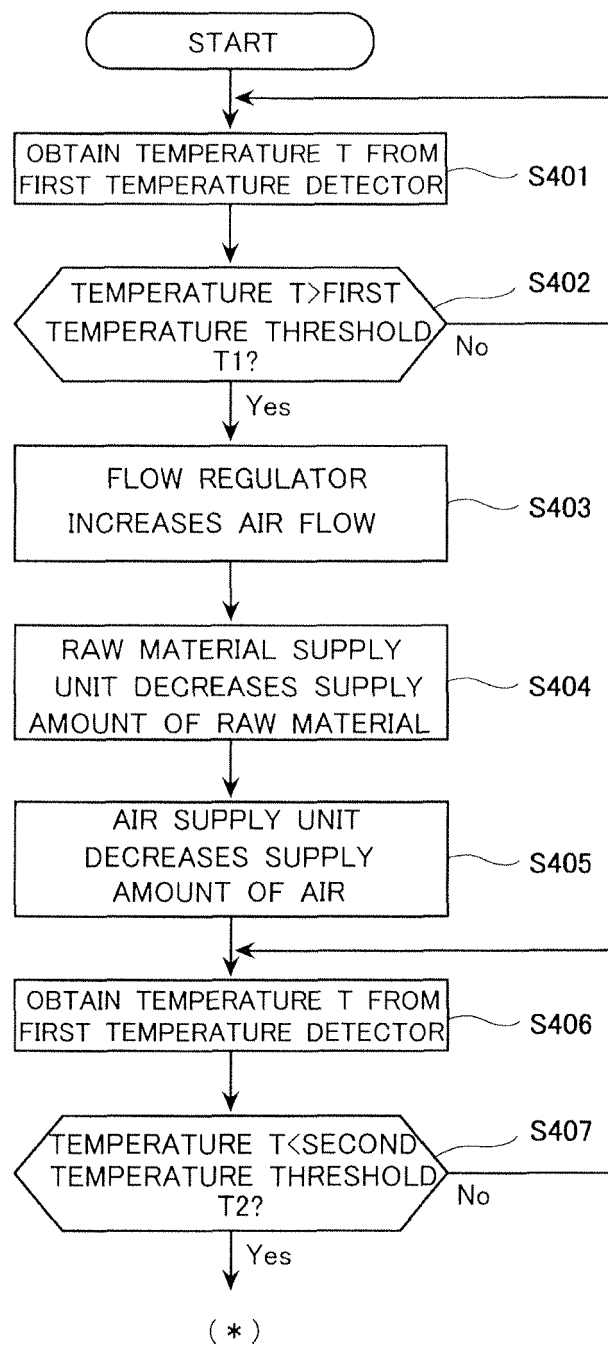 START
OBTAIN TEMPERATURE T FROM
FIRST TEMPERATURE DETECTOR
S401
TEMPERATURE T>FIRST
TEMPERATURE THRESHOLD
T1?
S402
No
Yes
FLOW REGULATOR
INCREASES AIR FLOW
S403
RAW MATERIAL SUPPLY
UNIT DECREASES SUPPLY
AMOUNT OF RAW MATERIAL
S404
AIR SUPPLY UNIT
DECREASES SUPPLY
AMOUNT OF AIR
S405
OBTAIN TEMPERATURE T FROM
FIRST TEMPERATURE DETECTOR
S406
TEMPERATURE T<SECOND
TEMPERATURE THRESHOLD
T2?
S407
No
Yes
(*)